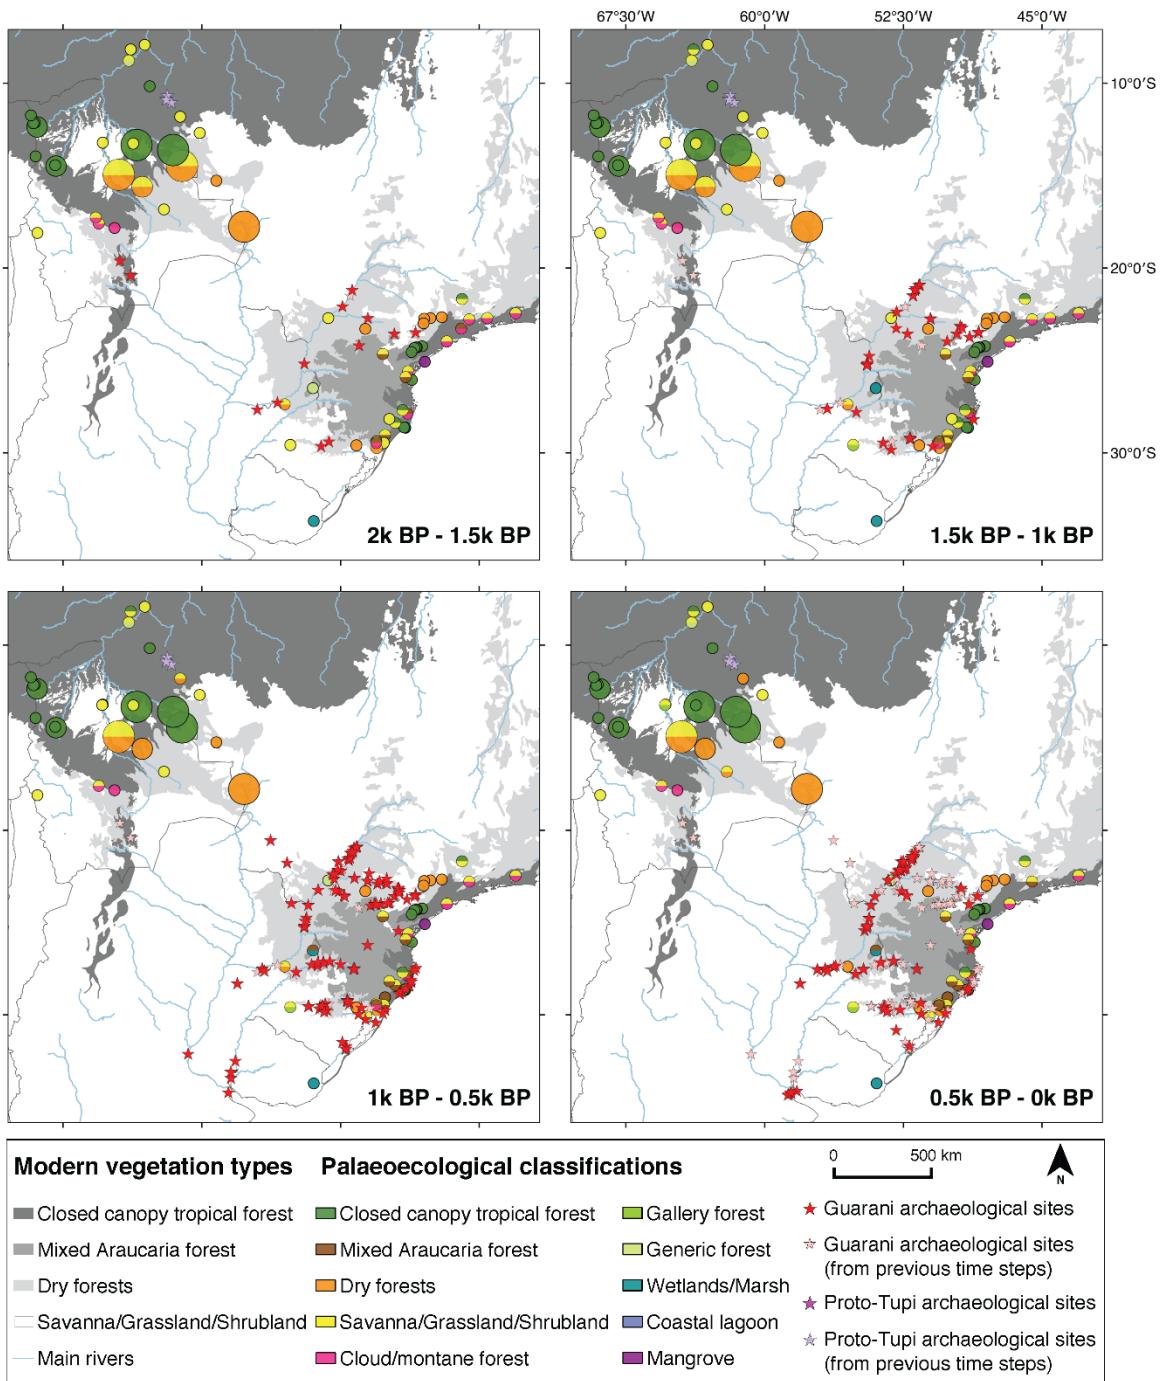 67°30'W 60°0'W 52°30'W 45°0'W
10°0'S
20°0'S
30°0'S
2k BP - 1.5k BP
1.5k BP - 1k BP
1k BP - 0.5k BP
0.5k BP - 0k BP
Modern vegetation types
Closed canopy tropical forest
Mixed Araucaria forest
Dry forests
Savanna/Grassland/Shrubland
Main rivers
Palaeoecological classifications
Closed canopy tropical forest
Mixed Araucaria forest
Dry forests
Savanna/Grassland/Shrubland
Cloud/montane forest
Gallery forest
Generic forest
Wetlands/Marsh
Coastal lagoon
Mangrove
0 500 km
N
Guarani archaeological sites
Guarani archaeological sites
(from previous time steps)
Proto-Tupi archaeological sites
Proto-Tupi archaeological sites
(from previous time steps)